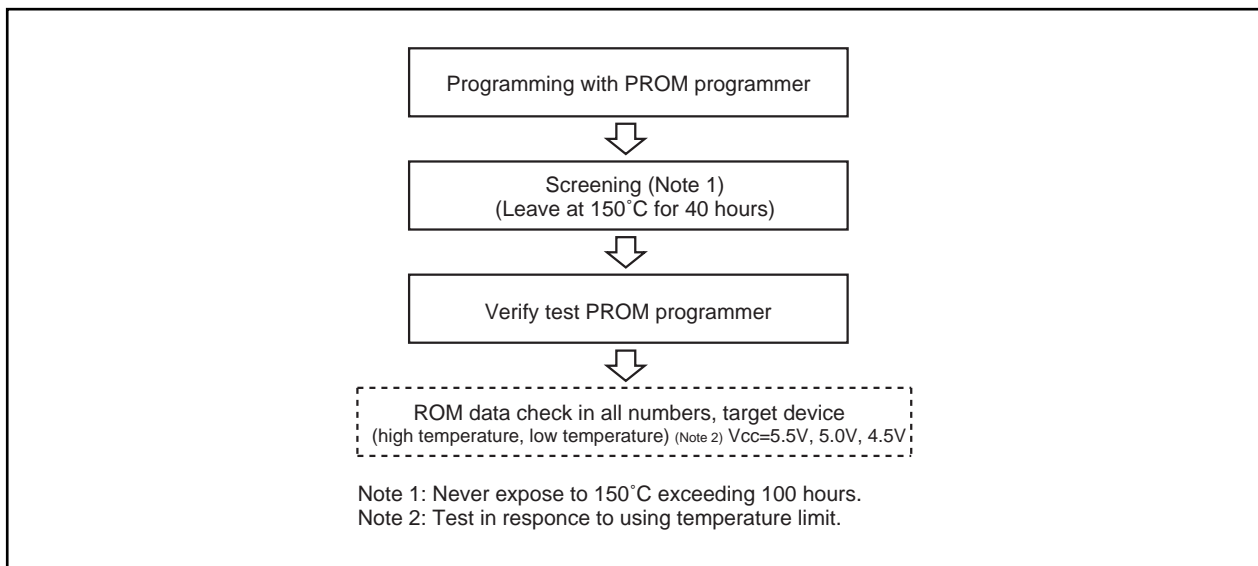 Programming with PROM programmer
Screening (Note 1)
(Leave at 150˚C for 40 hours)
Verify test PROM programmer
ROM data check in all numbers, target device
(high temperature, low temperature) (Note 2) Vcc=5.5V, 5.0V, 4.5V
Note 1: Never expose to 150˚C exceeding 100 hours.
Note 2: Test in responce to using temperature limit.